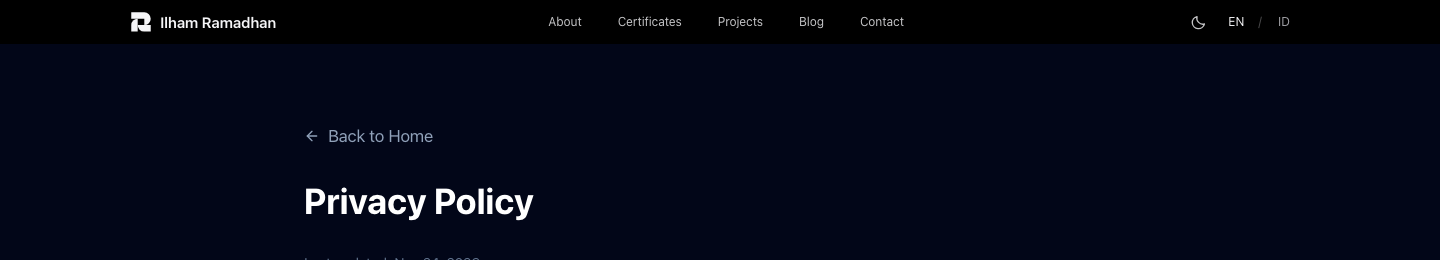 Ilham Ramadhan
About Certificates Projects Blog Contact
EN / ID
← Back to Home
Privacy Policy